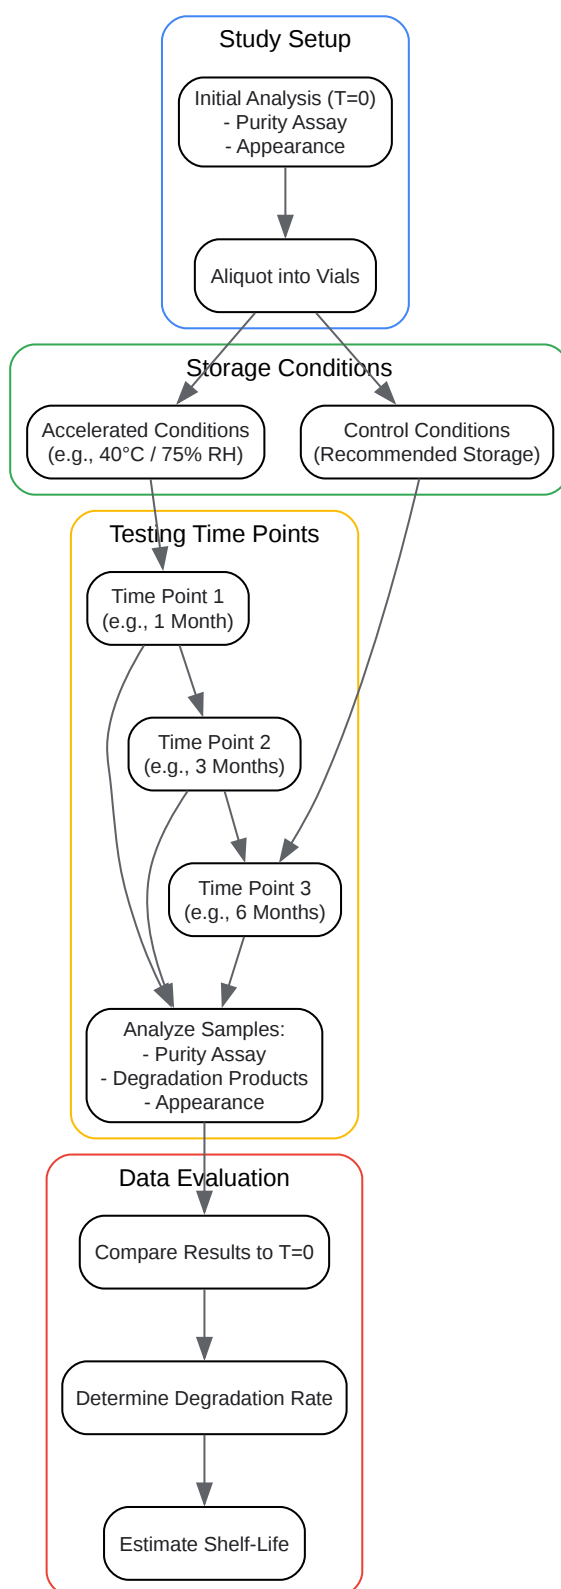 Study Setup
Initial Analysis (T=0)
- Purity Assay
- Appearance
Aliquot into Vials
Storage Conditions
Accelerated Conditions
(e.g., 40°C / 75% RH)
Control Conditions
(Recommended Storage)
Testing Time Points
Time Point 1
(e.g., 1 Month)
Time Point 2
(e.g., 3 Months)
Time Point 3
(e.g., 6 Months)
Analyze Samples:
- Purity Assay
- Degradation Products
- Appearance
Data Evaluation
Compare Results to T=0
Determine Degradation Rate
Estimate Shelf-Life